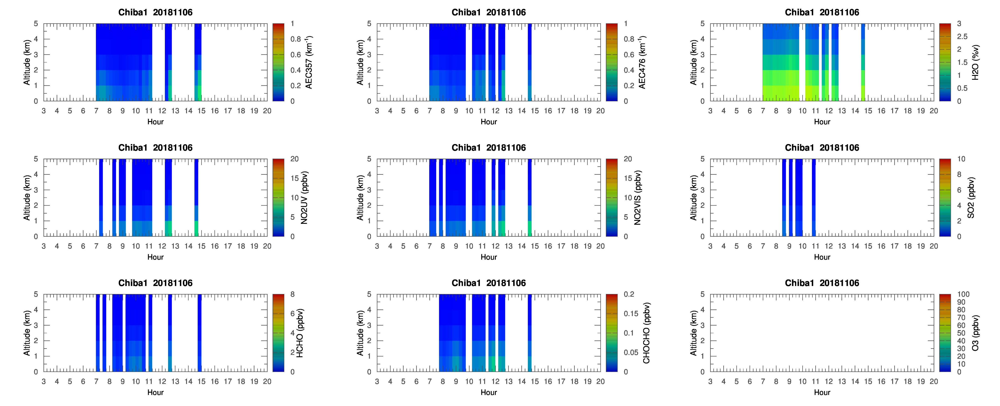 Chiba1 20181106
Chiba1 20181106
Chiba1 20181106
5 4 3 2 1 0
Altitude (km)
3 4 5 6 7 8 9 10 11 12 13 14 15 16 17 18 19 20
Hour
1 0.8 0.6 0.4 0.2 0
AEC357 (km-1)
5 4 3 2 1 0
Altitude (km)
3 4 5 6 7 8 9 10 11 12 13 14 15 16 17 18 19 20
Hour
1 0.8 0.6 0.4 0.2 0
AEC476 (km-1)
5 4 3 2 1 0
Altitude (km)
3 4 5 6 7 8 9 10 11 12 13 14 15 16 17 18 19 20
Hour
3 2.5 2 1.5 1 0.5 0
H2O (%v)
Chiba1 20181106
Chiba1 20181106
Chiba1 20181106
5 4 3 2 1 0
Altitude (km)
3 4 5 6 7 8 9 10 11 12 13 14 15 16 17 18 19 20
Hour
20 15 10 5 0
NO2UV (ppbv)
5 4 3 2 1 0
Altitude (km)
3 4 5 6 7 8 9 10 11 12 13 14 15 16 17 18 19 20
Hour
20 15 10 5 0
NO2VIS (ppbv)
5 4 3 2 1 0
Altitude (km)
3 4 5 6 7 8 9 10 11 12 13 14 15 16 17 18 19 20
Hour
10 8 6 4 2 0
SO2 (ppbv)
Chiba1 20181106
Chiba1 20181106
Chiba1 20181106
5 4 3 2 1 0
Altitude (km)
3 4 5 6 7 8 9 10 11 12 13 14 15 16 17 18 19 20
Hour
8 6 4 2 0
HCHO (ppbv)
5 4 3 2 1 0
Altitude (km)
3 4 5 6 7 8 9 10 11 12 13 14 15 16 17 18 19 20
Hour
0.2 0.15 0.1 0.05 0
CHOCHO (ppbv)
5 4 3 2 1 0
Altitude (km)
3 4 5 6 7 8 9 10 11 12 13 14 15 16 17 18 19 20
Hour
100 90 80 70 60 50 40 30 20 10 0
O3 (ppbv)